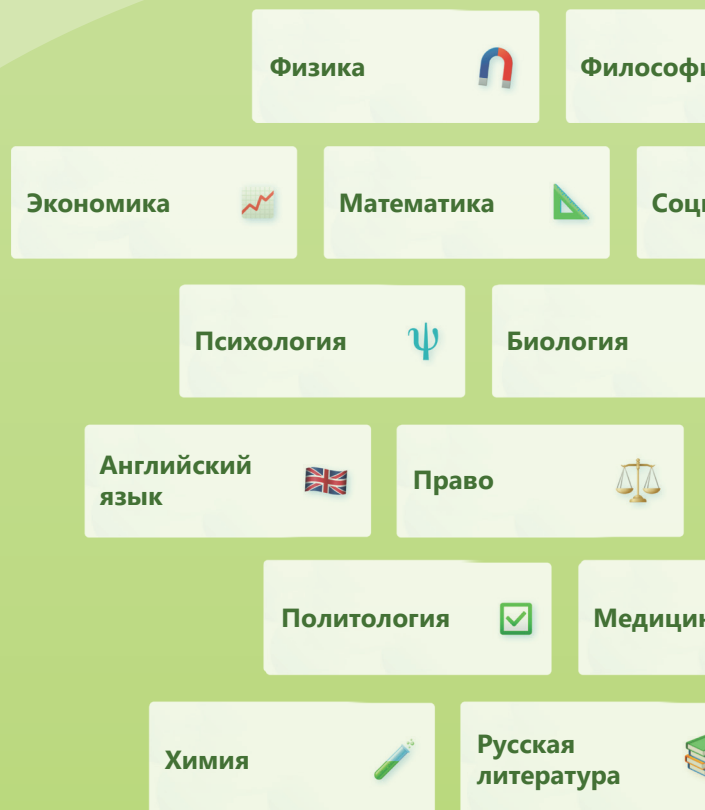 Физика
Экономика
Математика
Психология
Биология
Английский
язык
Право
Политология
Химия
Русская
литература